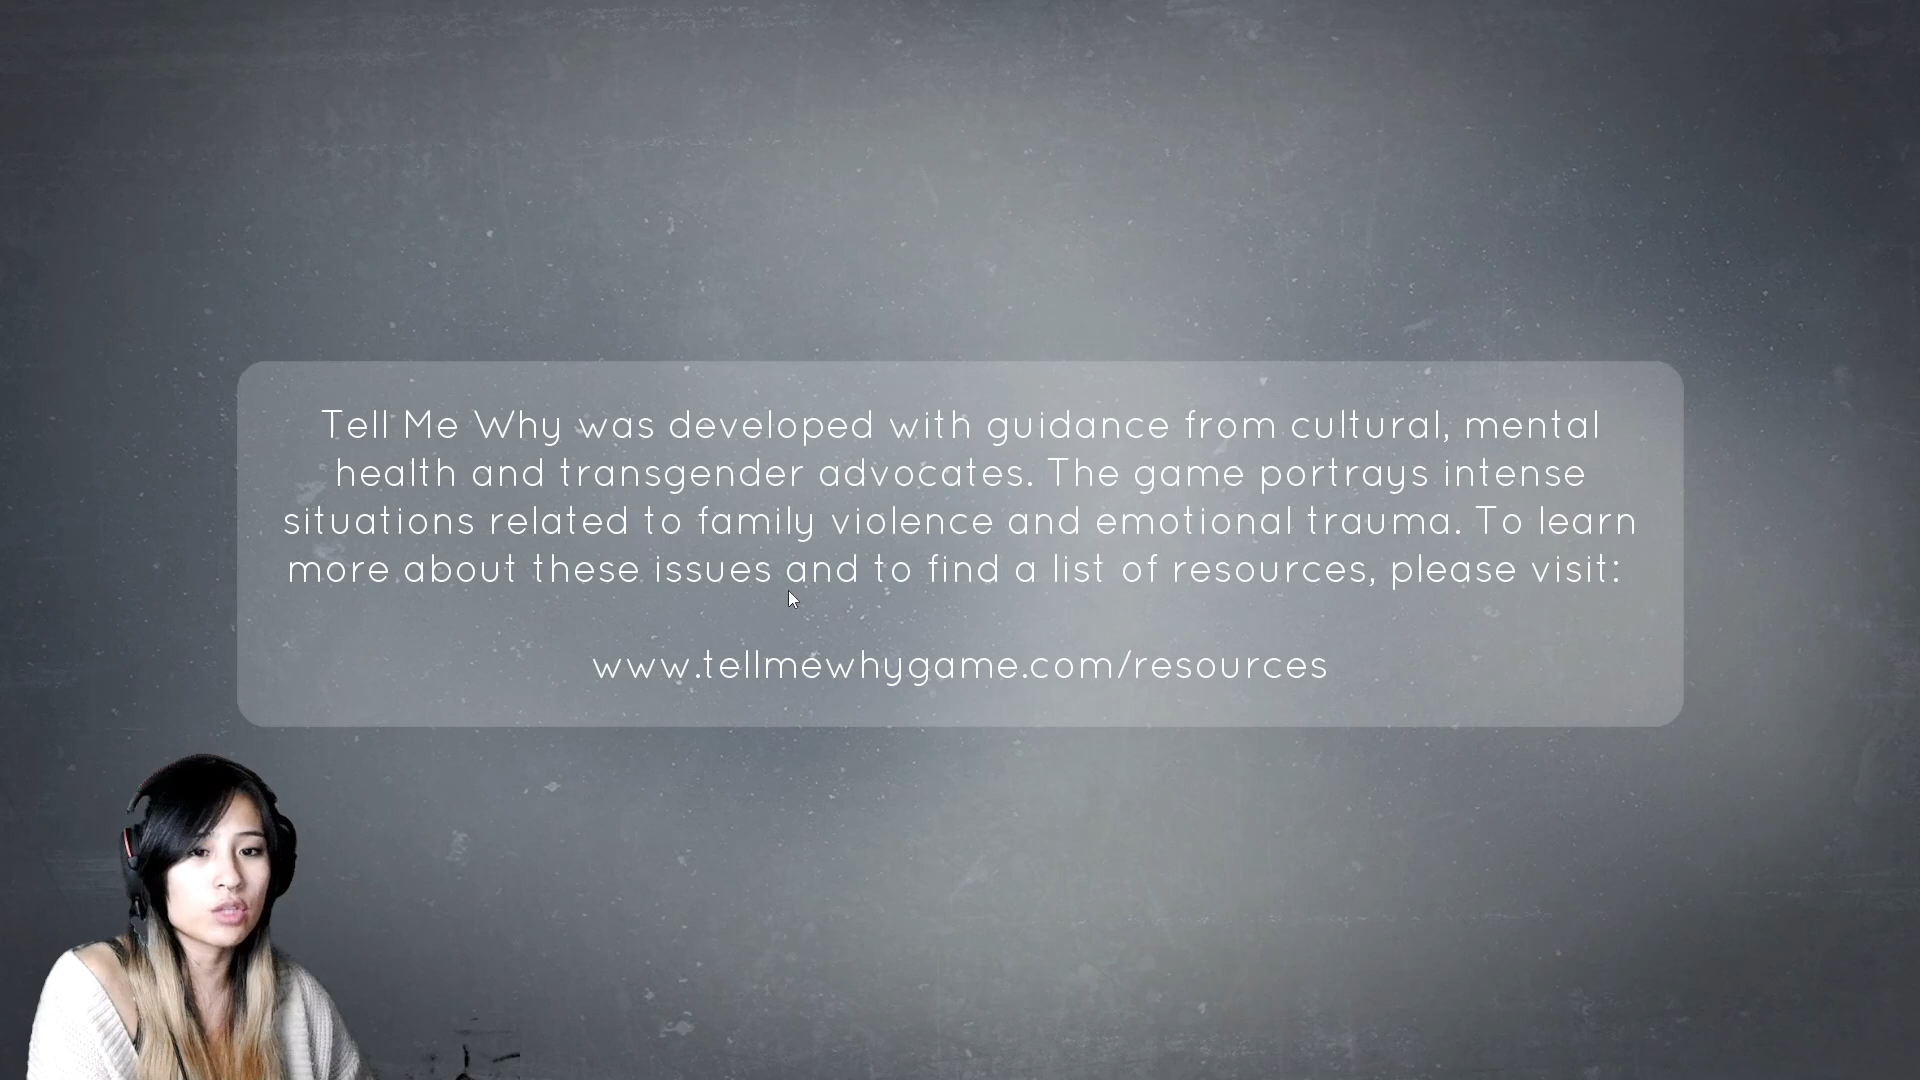 Tell Me Why was developed with guidance from cultural, mental
health and transgender advocates. The game portrays intense
situations related to family violence and emotional trauma. To learn
more about these issues and to find a list of resources, please visit:
www.tellmewhygame.com/resources